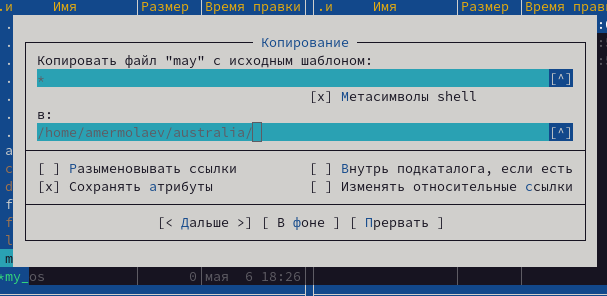 .и Имя Размер Время правки .и Имя Размер Время прав
Копирование
Копировать файл "may" с исходным шаблоном:
* [^]
[x] Метасимволы shell
в:
/home/amermolaev/australia/ [^]
[ ] Разыменовывать ссылки [ ] Внутрь подкаталога, если есть
[x] Сохранять атрибуты [ ] Изменять относительные ссылки
[< Дальше >] [ В фоне ] [ Прервать ]
*my_os 0 мая 6 18:26